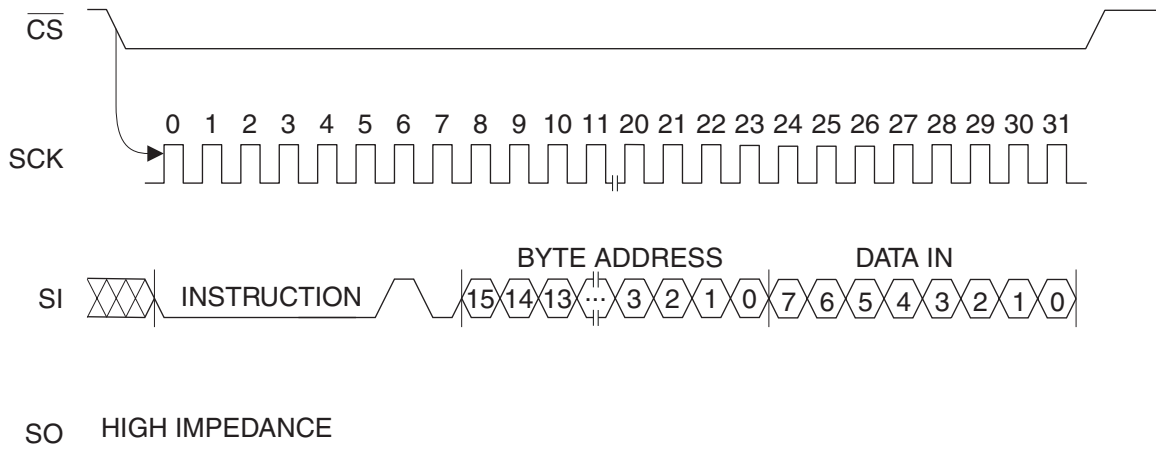 CS
0 1 2 3 4 5 6 7 8 9 10 11 20 21 22 23 24 25 26 27 28 29 30 31
SCK
BYTE ADDRESS DATA IN
SI INSTRUCTION 15 14 13 ... 3 2 1 0 7 6 5 4 3 2 1 0
SO HIGH IMPEDANCE